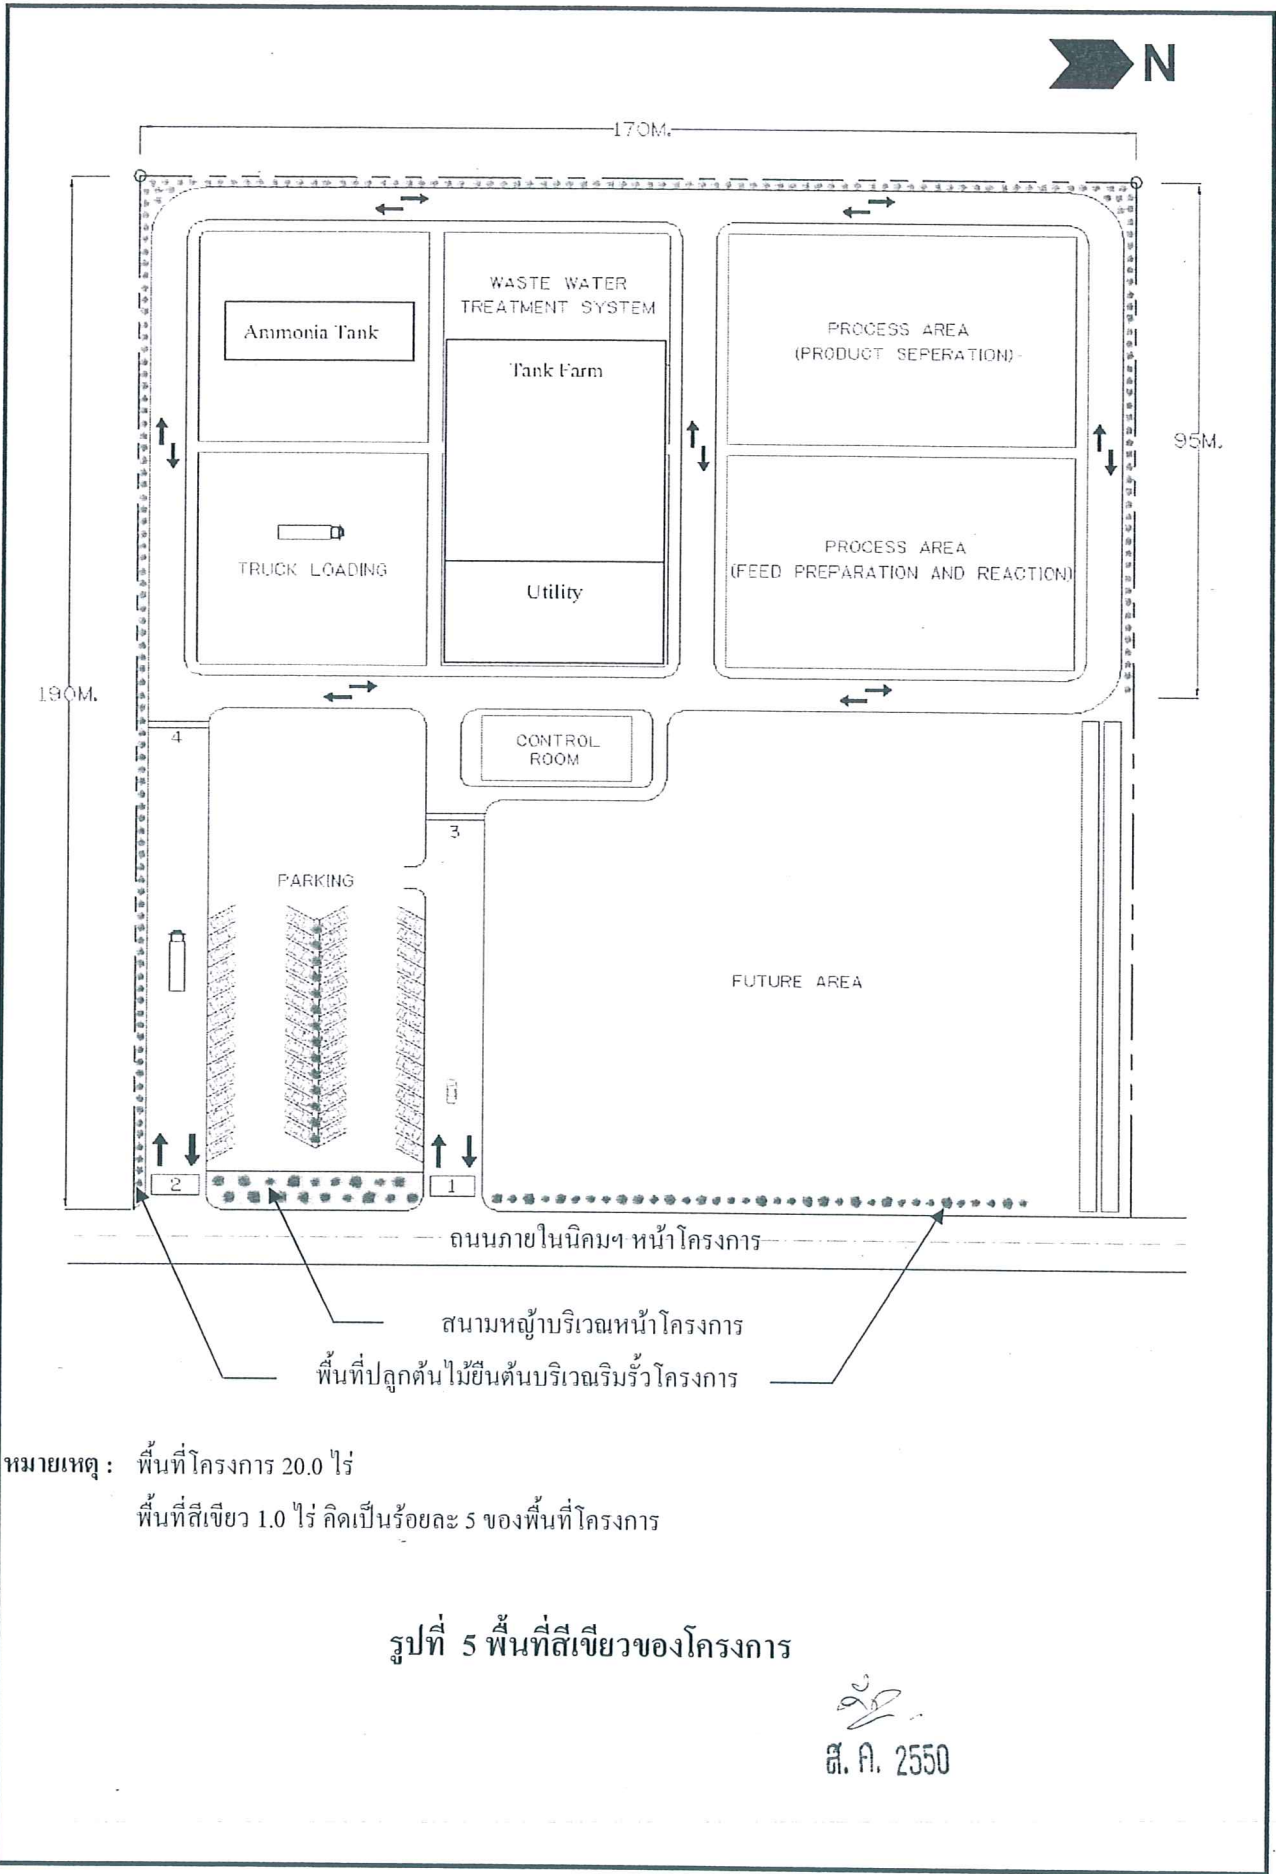 N
170M.
WASTE WATER
TREATMENT SYSTEM
Ammonia Tank
PROCESS AREA
(PRODUCT SEPERATION)
Tank Farm
95M.
TRUCK LOADING
PROCESS AREA
(FEED PREPARATION AND REACTION)
Utility
190M.
4
CONTROL
ROOM
3
PARKING
FUTURE AREA
2
1
ถนนภายในนิคมฯ หน้าโครงการ
สนามหญ้าบริเวณหน้าโครงการ
พื้นที่ปลูกต้นไม้ยืนต้นบริเวณริมรั้วโครงการ
หมายเหตุ : พื้นที่โครงการ 20.0 ไร่
พื้นที่สีเขียว 1.0 ไร่ คิดเป็นร้อยละ 5 ของพื้นที่โครงการ
รูปที่ 5 พื้นที่สีเขียวของโครงการ
ส.ค. 2550